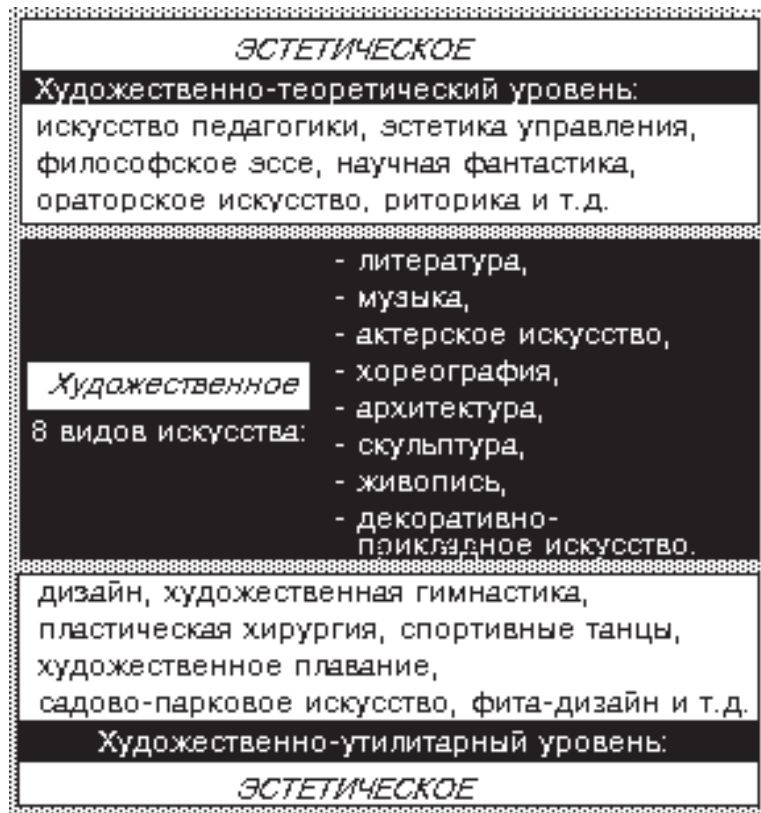 ЭСТЕТИЧЕСКОЕ
Художественно-теоретический уровень:
искусство педагогики, эстетика управления,
философское эссе, научная фантастика,
ораторское искусство, риторика и т.д.
Художественное
8 видов искусства:
- литература,
- музыка,
- актерское искусство,
- хореография,
- архитектура,
- скульптура,
- живопись,
- декоративно-
прикладное искусство.
дизайн, художественная гимнастика,
пластическая хирургия, спортивные танцы,
художественное плавание,
садово-парковое искусство, фита-дизайн и т.д.
Художественно-утилитарный уровень:
ЭСТЕТИЧЕСКОЕ